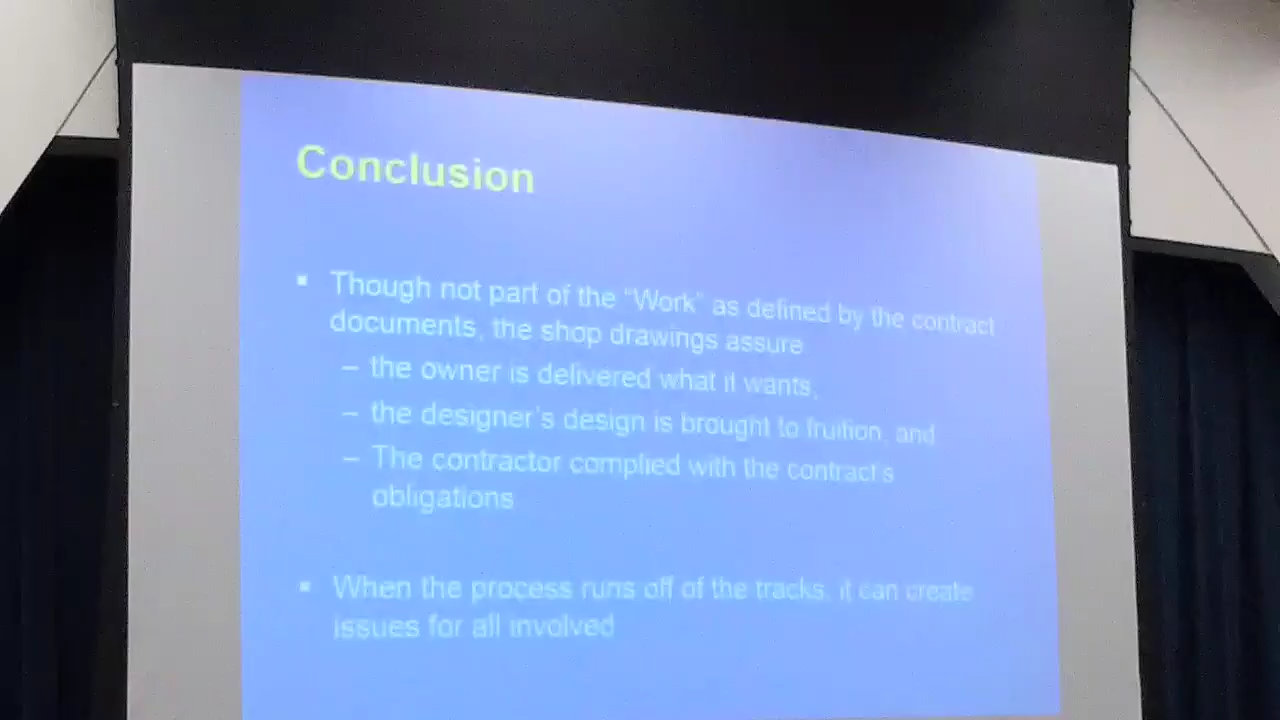 Conclusion
▪ Though not part of the “Work” as defined by the contract
documents, the shop drawings assure
– the owner is delivered what it wants,
– the designer’s design is brought to fruition, and
– The contractor complied with the contract’s
obligations
▪ When the process runs off of the tracks, it can create
issues for all involved